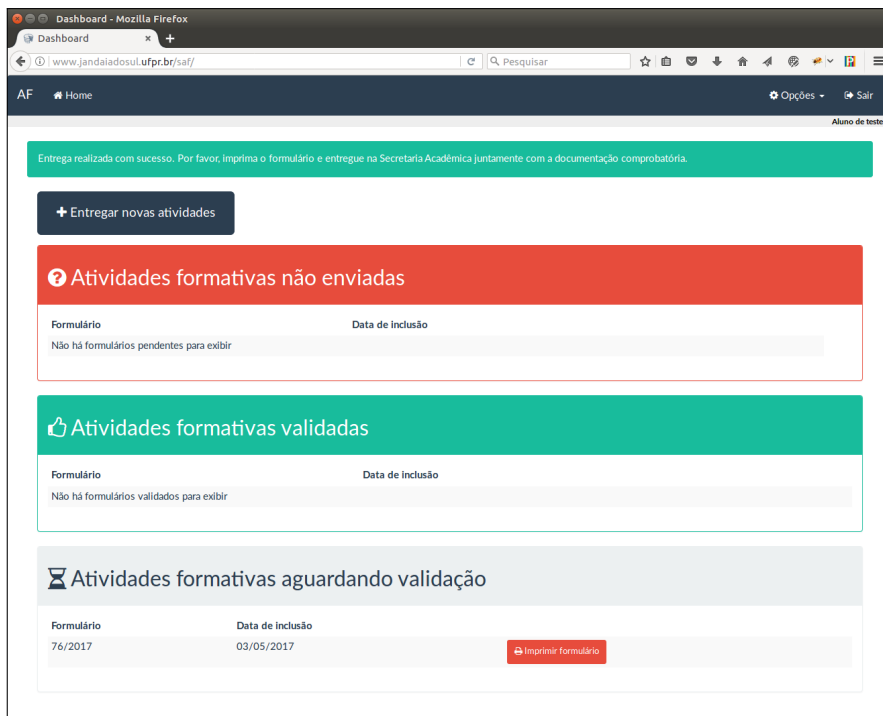 Dashboard - Mozilla Firefox
Dashboard
www.jandaiadosul.ufpr.br/saf/
Pesquisar
AF Home Opções Sair
Aluno de teste
Entrega realizada com sucesso. Por favor, imprima o formulário e entregue na Secretaria Acadêmica juntamente com a documentação comprobatória.
Entregar novas atividades
Atividades formativas não enviadas
Formulário Data de inclusão
Não há formulários pendentes para exibir
Atividades formativas validadas
Formulário Data de inclusão
Não há formulários validados para exibir
Atividades formativas aguardando validação
Formulário Data de inclusão
76/2017 03/05/2017 Imprimir formulário